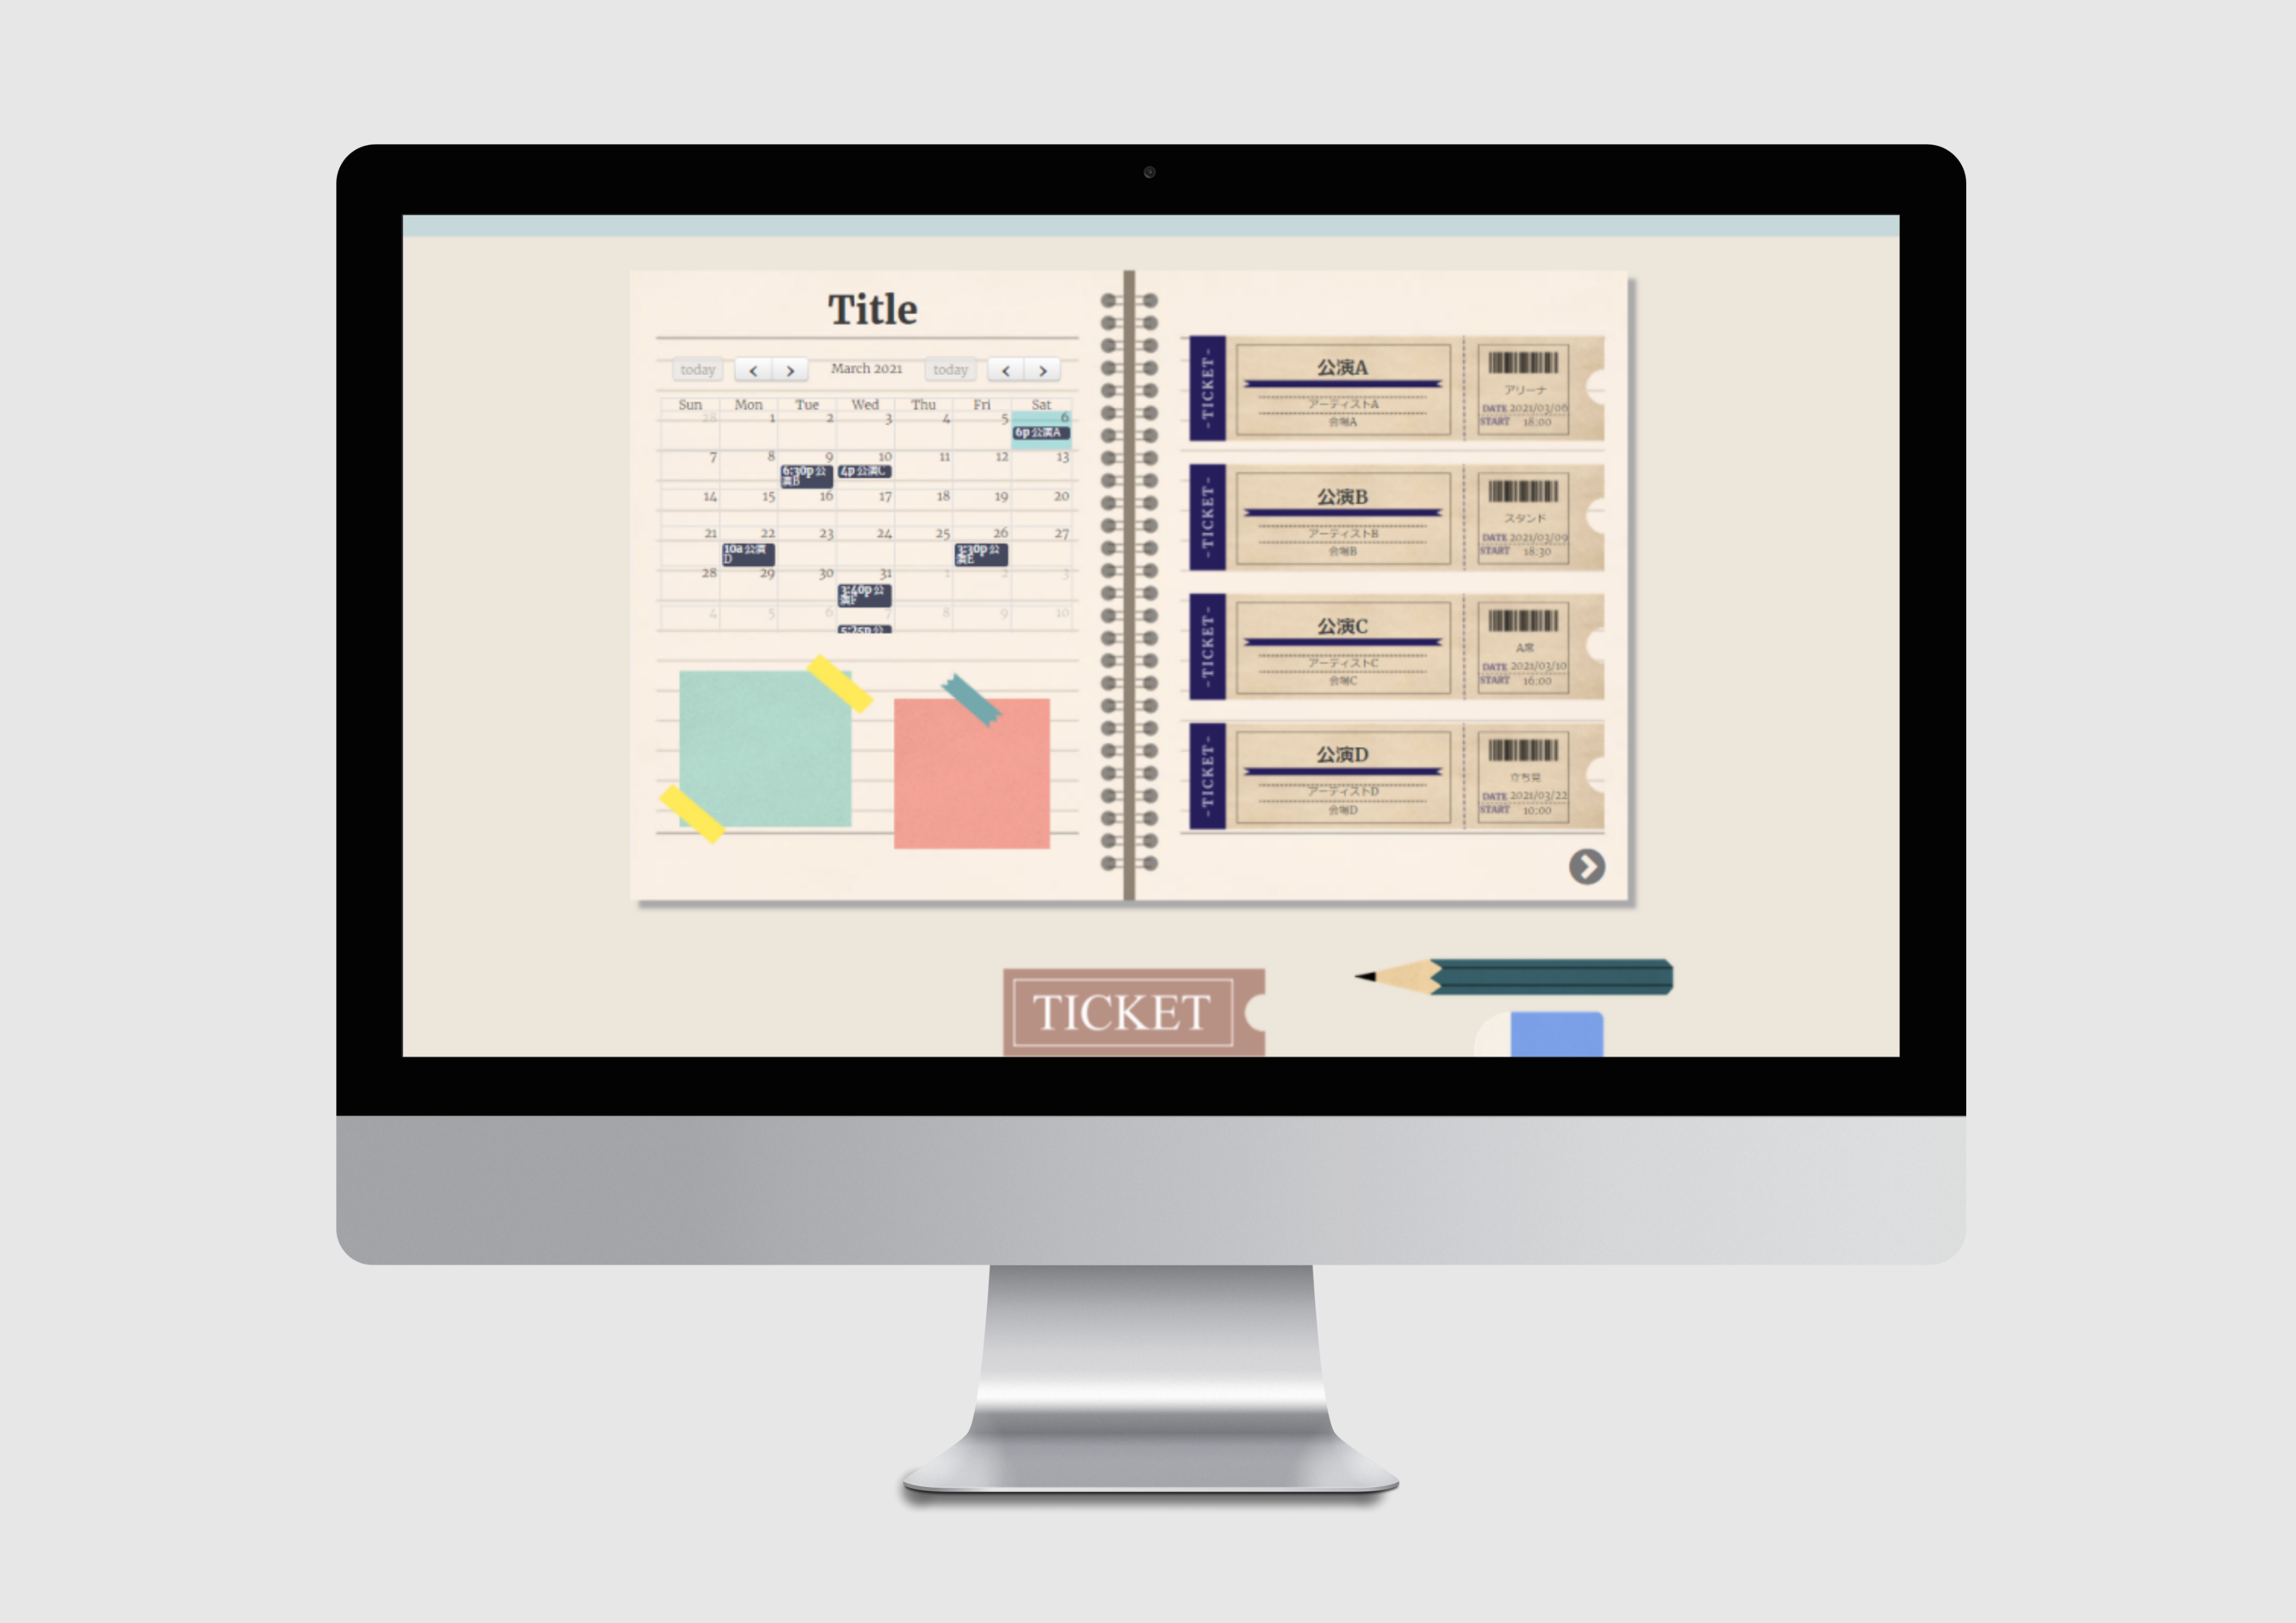 Title
today
March 2021
today
Sun Mon Tue Wed Thu Fri Sat
28 1 2 3 4 5 6
6p 公演A
7 8 9 10 11 12 13
6:30p 公
演B
4p 公演C
14 15 16 17 18 19 20
21 22 23 24 25 26 27
10a 公演
D
3:30p 公
演E
28 29 30 31 1 2 3
3:40p 公
演F
4 5 6 7 8 9 10
5:25p 公
-TICKET-
公演A
アーティストA
会場A
アリーナ
DATE 2021/03/06
START 18:00
-TICKET-
公演B
アーティストB
会場B
スタンド
DATE 2021/03/09
START 18:30
-TICKET-
公演C
アーティストC
会場C
A席
DATE 2021/03/10
START 16:00
-TICKET-
公演D
アーティストD
会場D
立ち見
DATE 2021/03/22
START 10:00
TICKET